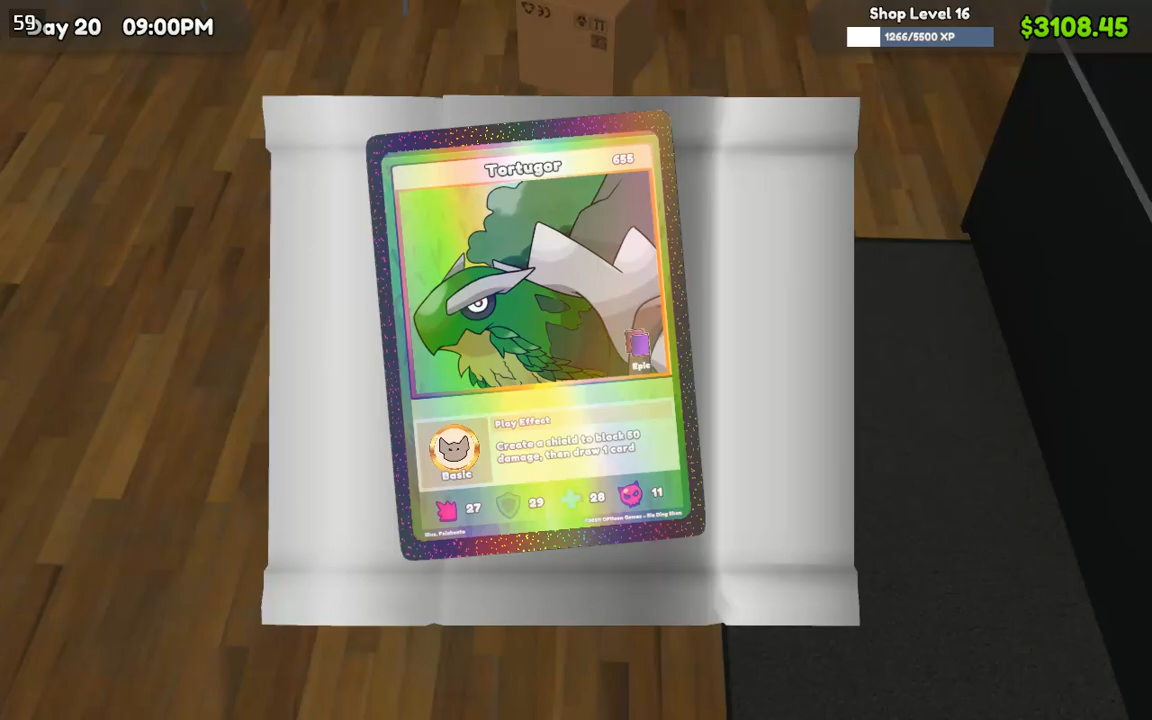 59
Day 20 09:00PM
Shop Level 16
1266/5500 XP
$3108.45
Tortugor 655
Epic
Play Effect
Create a shield to block 50
damage, then draw 1 card
Basic
27 29 28 11